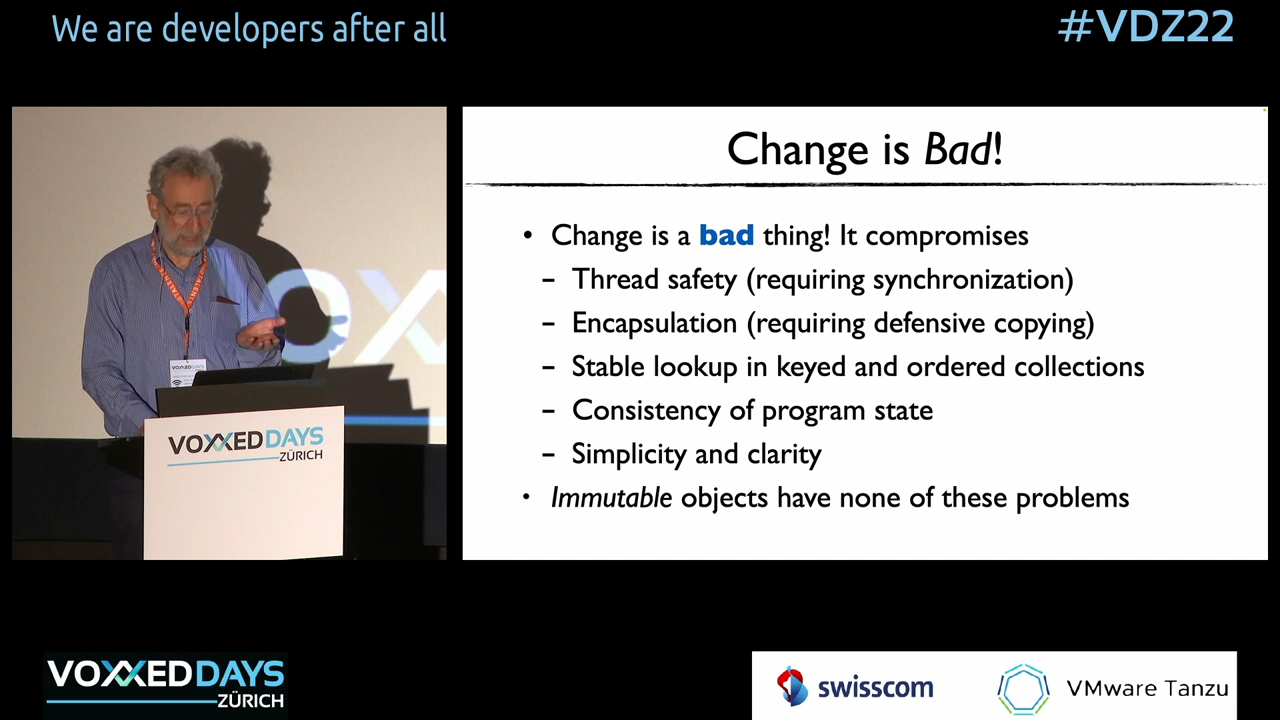 We are developers after all
#VDZ22
Change is Bad!
• Change is a bad thing! It compromises
– Thread safety (requiring synchronization)
– Encapsulation (requiring defensive copying)
– Stable lookup in keyed and ordered collections
– Consistency of program state
– Simplicity and clarity
• Immutable objects have none of these problems
VOXXED DAYS
VOXXED DAYS
ZÜRICH
VOXXED DAYS
ZÜRICH
swisscom
VMware Tanzu